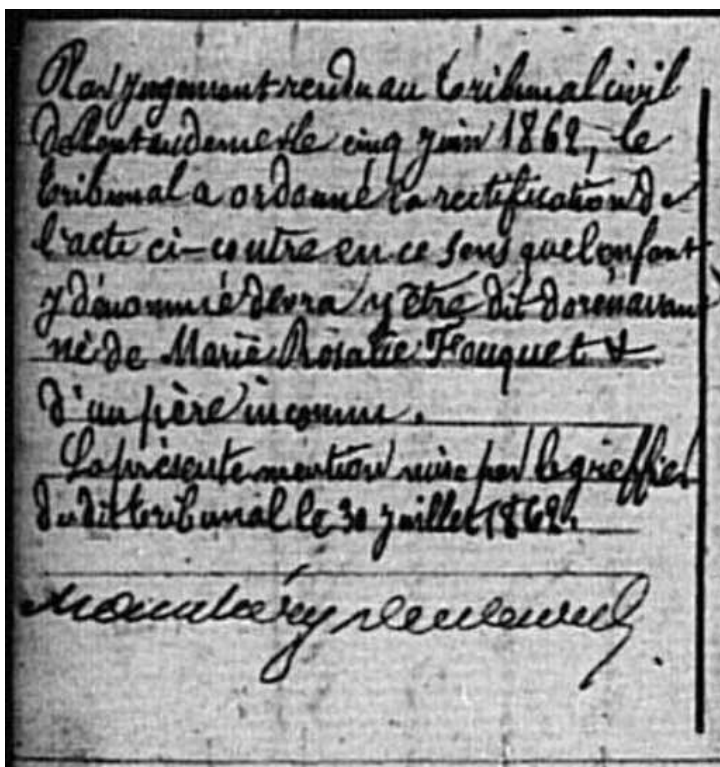 Par jugement rendu au tribunal civil
de Pontaudemer le cinq juin 1862, le
tribunal a ordonné la rectification de
l'acte ci-contre en ce sens que l'enfant
y dénommé devra y être dit dorénavant
né de Marie Rosalie Fouquet &
d'un père inconnu.
La présente mention mise par le greffier
dudit tribunal le 30 juillet 1862.